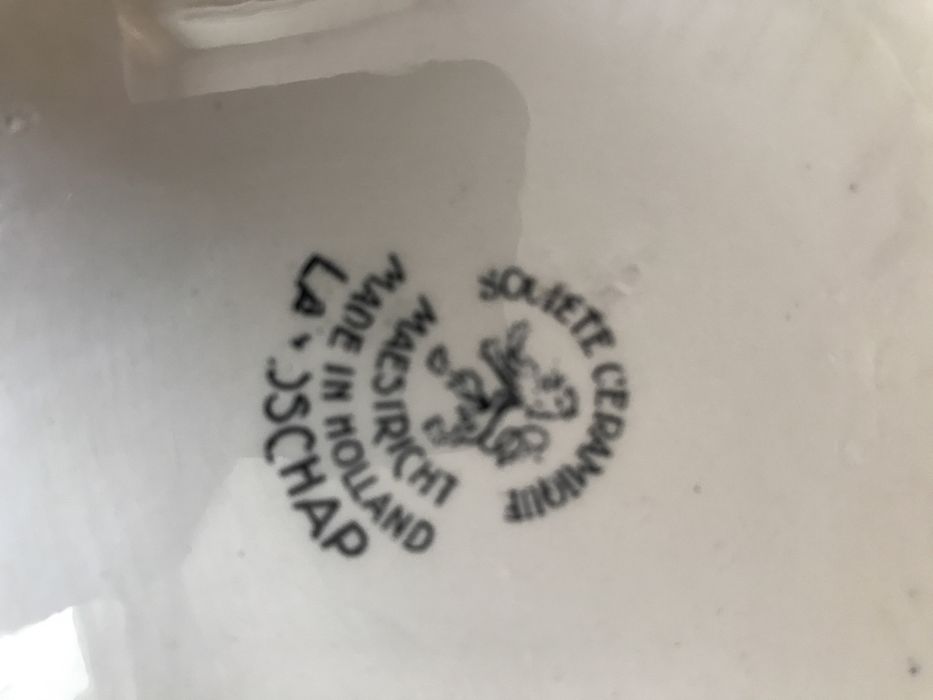 SOCIETE CERAMIQUE
MAESTRICHT
MADE IN HOLLAND